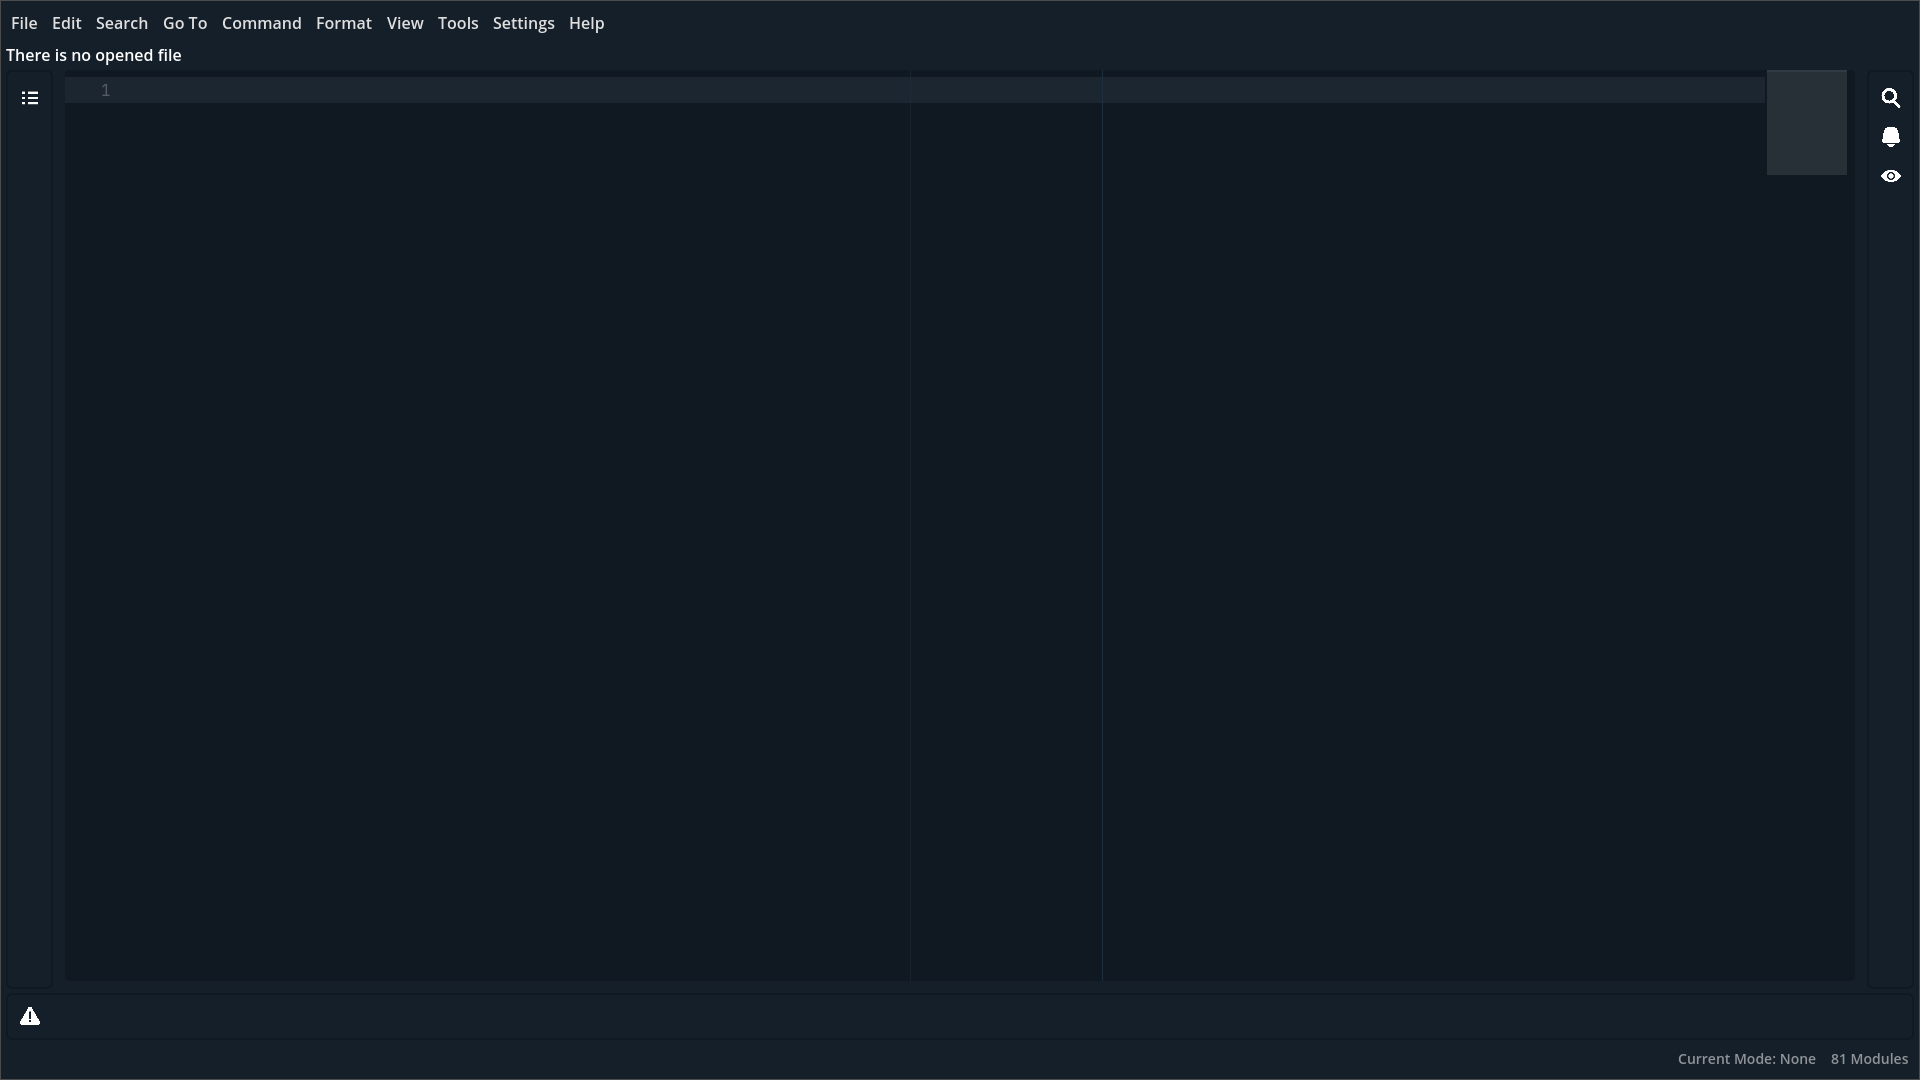 File Edit Search Go To Command Format View Tools Settings Help
There is no opened file
1
Current Mode: None 81 Modules